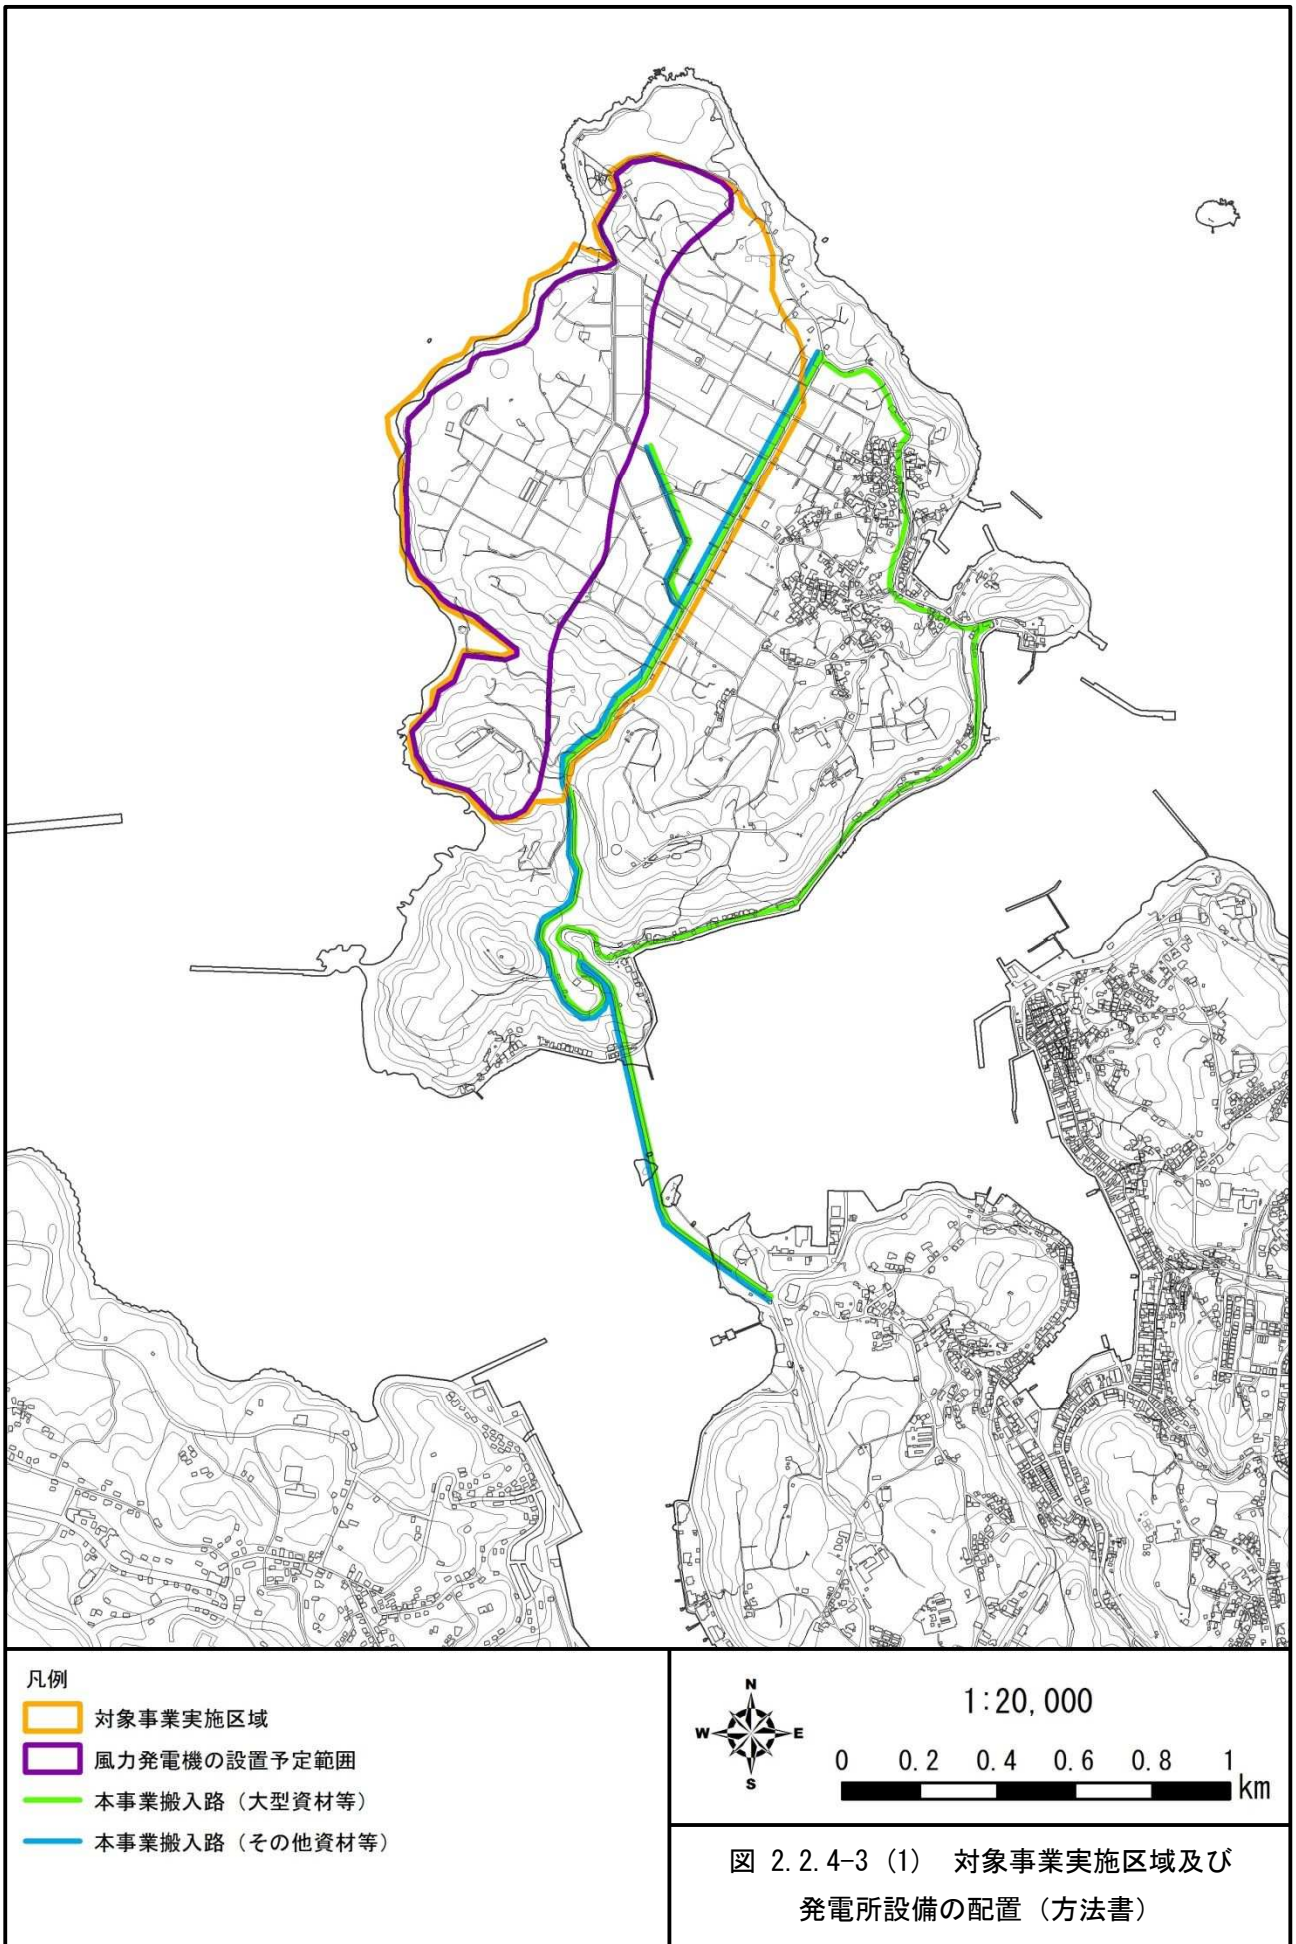 凡例
対象事業実施区域
風力発電機の設置予定範囲
本事業搬入路（大型資材等）
本事業搬入路（その他資材等）
N
W E
S
1:20,000
0 0.2 0.4 0.6 0.8 1
km
図 2.2.4-3 (1) 対象事業実施区域及び
発電所設備の配置（方法書）